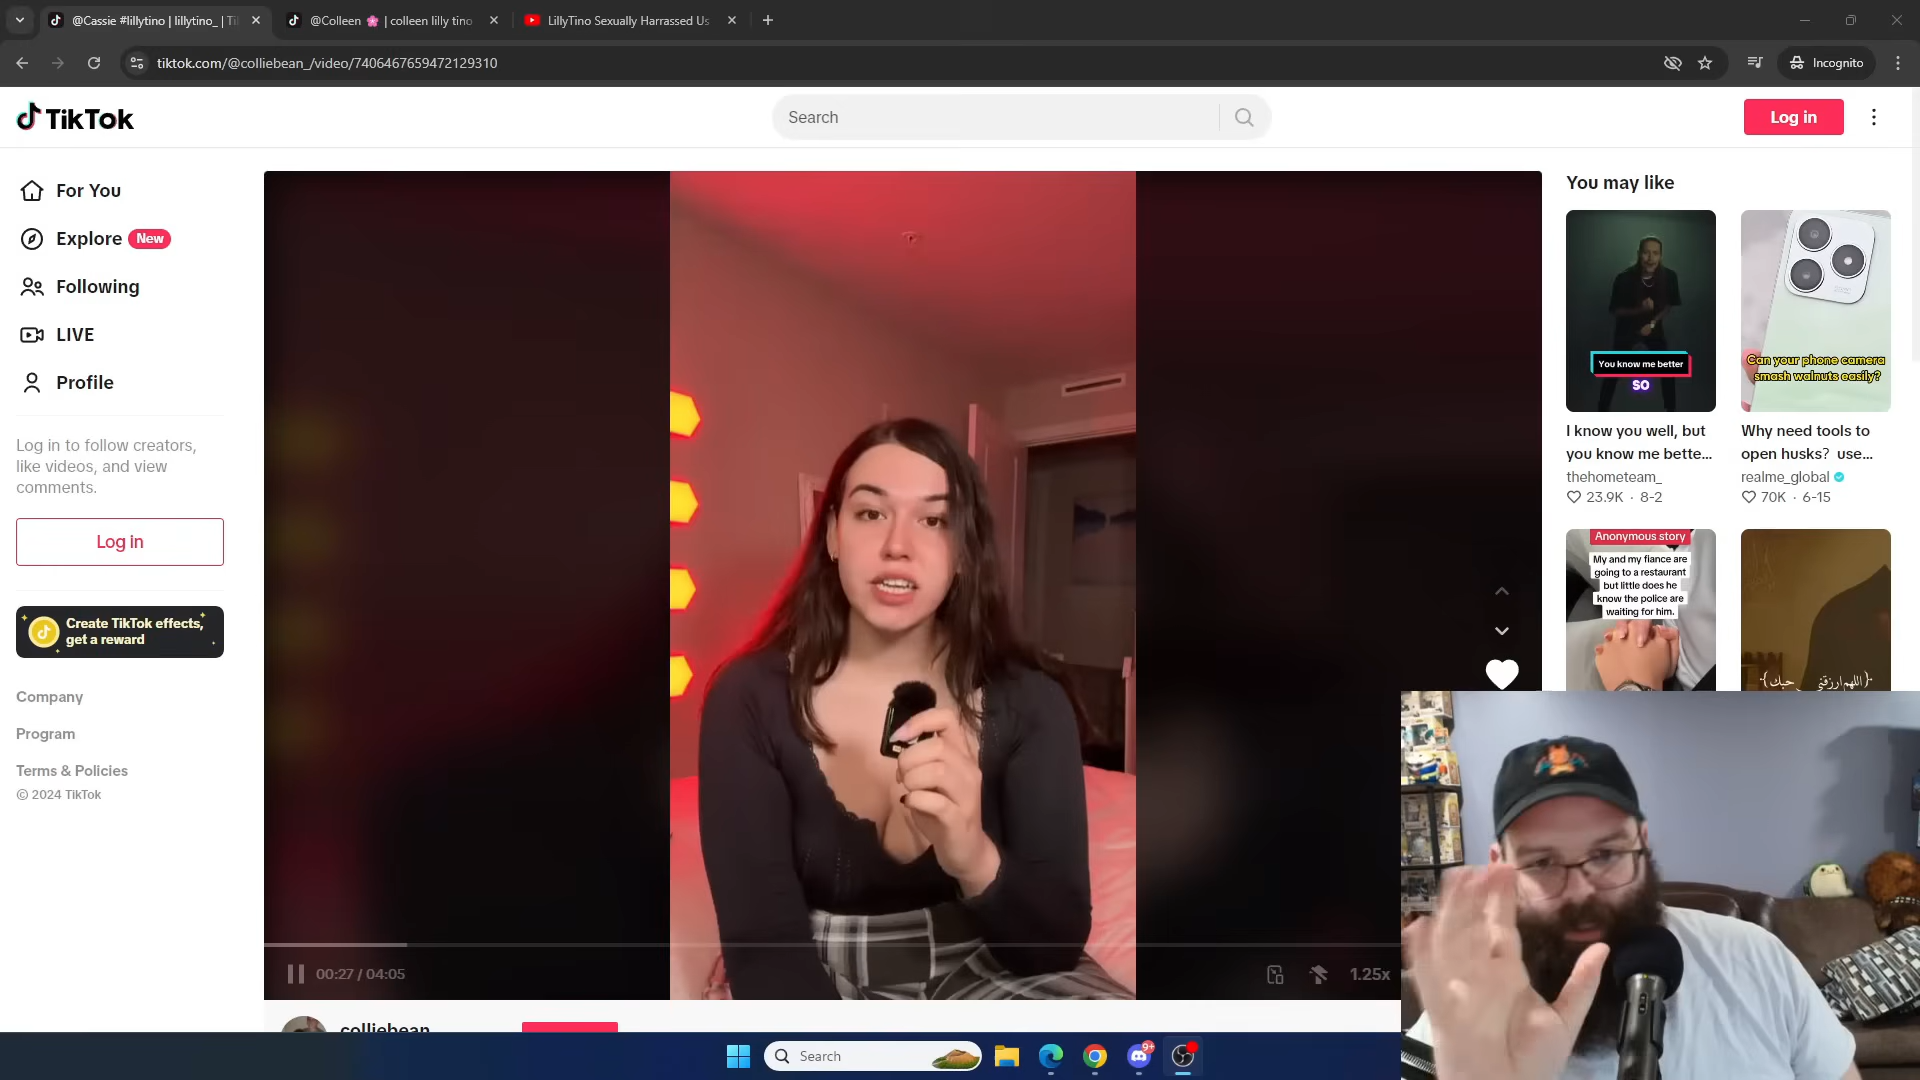 @Cassie #lillytino | lillytino_ | Ti
@Colleen 🌸 | colleen lilly tino
LillyTino Sexually Harrassed Us
tiktok.com/@colliebean_/video/7406467659472129310
Incognito
TikTok
Search
Log in
For You
Explore New
Following
LIVE
Profile
Log in to follow creators,
like videos, and view
comments.
Log in
Create TikTok effects,
get a reward
Company
Program
Terms & Policies
© 2024 TikTok
00:27 / 04:05
1.25x
colliebean
You may like
You know me better
SO
I know you well, but
you know me bette...
thehometeam_
23.9K · 8-2
Can your phone camera
smash walnuts easily?
Why need tools to
open husks? use...
realme_global
70K · 6-15
Anonymous story
My and my fiance are
going to a restaurant
but little does he
know the police are
waiting for him.
Search
9+